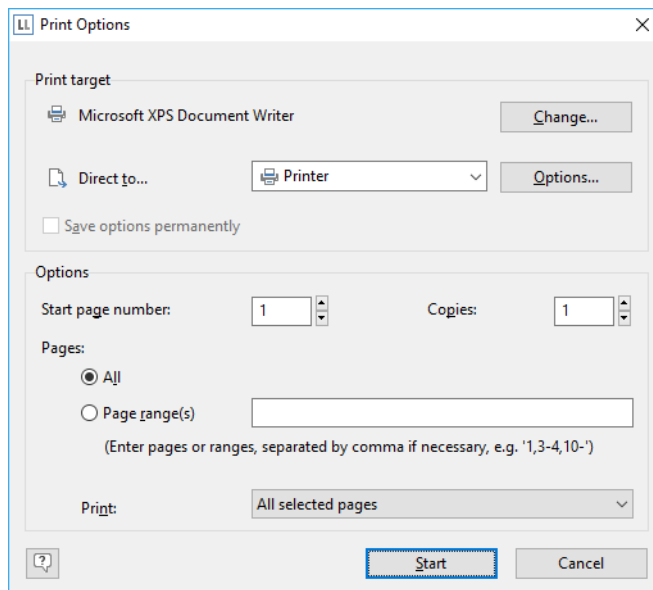 LL Print Options
Print target
Microsoft XPS Document Writer Change...
Direct to... Printer Options...
Save options permanently
Options
Start page number: 1 Copies: 1
Pages:
All
Page range(s)
(Enter pages or ranges, separated by comma if necessary, e.g. '1,3-4,10-')
Print: All selected pages
? Start Cancel